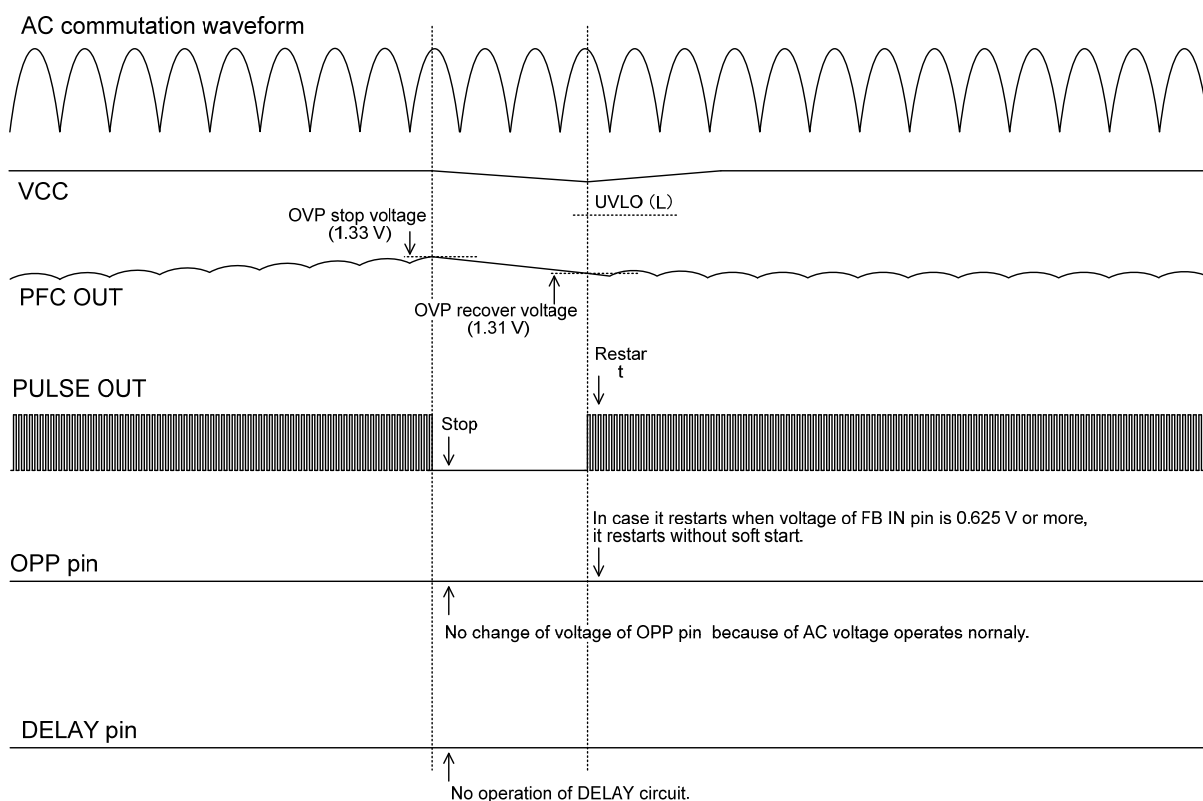 AC commutation waveform
VCC
UVLO (L)
OVP stop voltage
(1.33 V)
PFC OUT
OVP recover voltage
(1.31 V)
Restar
t
PULSE OUT
Stop
In case it restarts when voltage of FB IN pin is 0.625 V or more,
it restarts without soft start.
OPP pin
No change of voltage of OPP pin because of AC voltage operates nornaly.
DELAY pin
No operation of DELAY circuit.